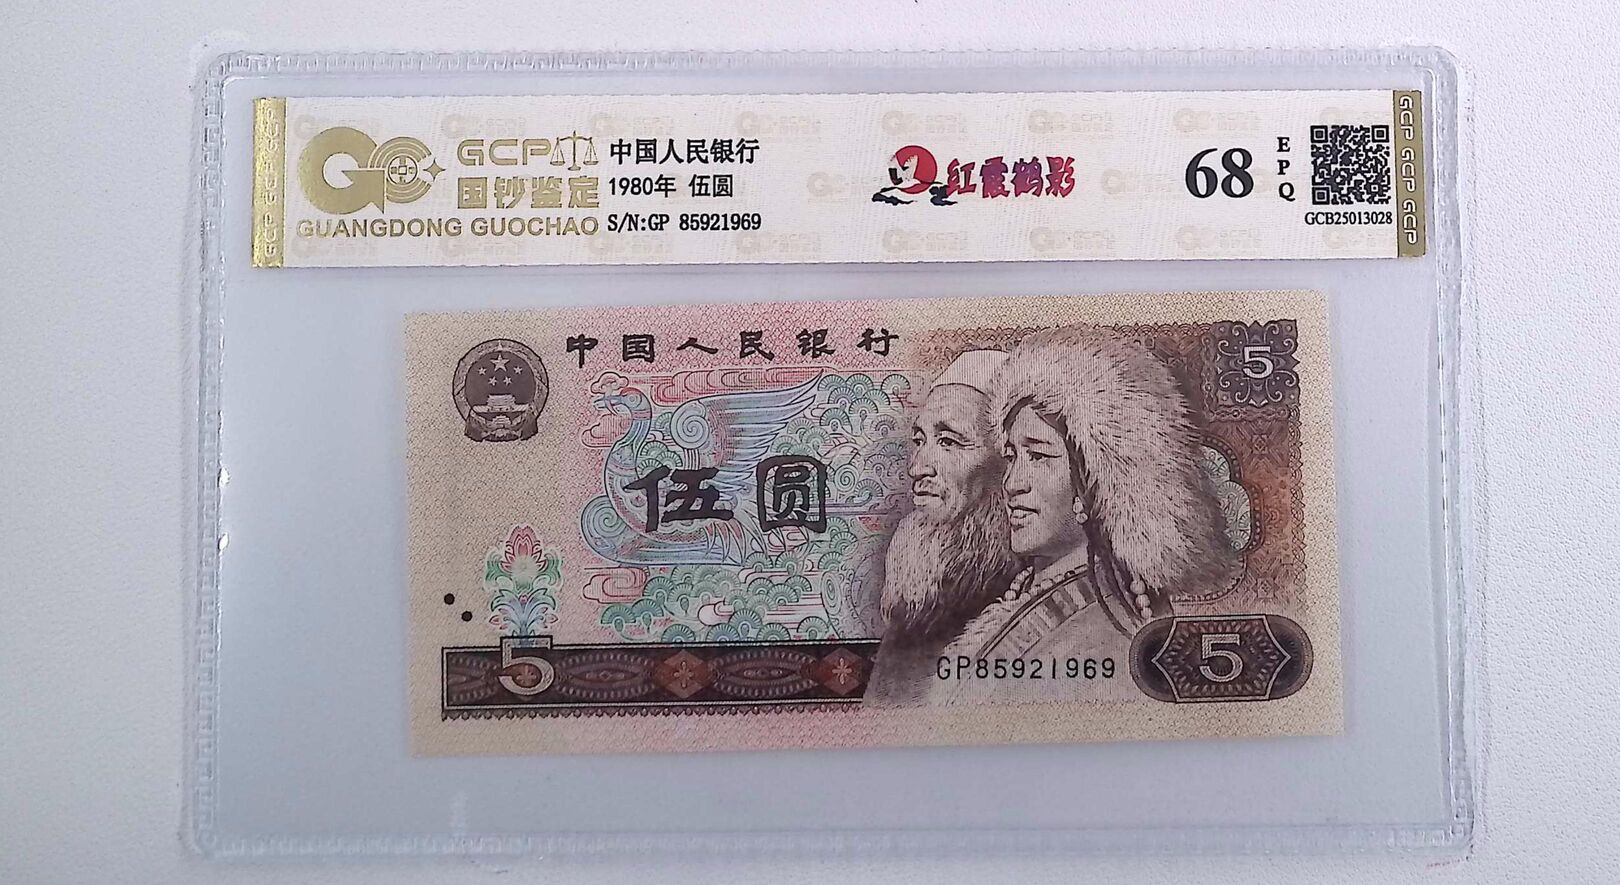 GCP
国钞鉴定
GUANGDONG GUOCHAO
中国人民银行
1980年 伍圆
S/N:GP 85921969
红霞鹤影
68
EPQ
GCB25013028
GCP GCP GCP
中国人民银行
5
伍圆
5
GP85921969
5